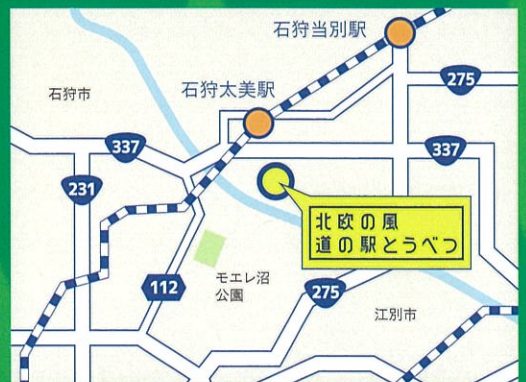 石狩当別駅
275
石狩太美駅
石狩市
337
337
231
北欧の風
道の駅とうべつ
モエレ沼
公園
112
275
江別市